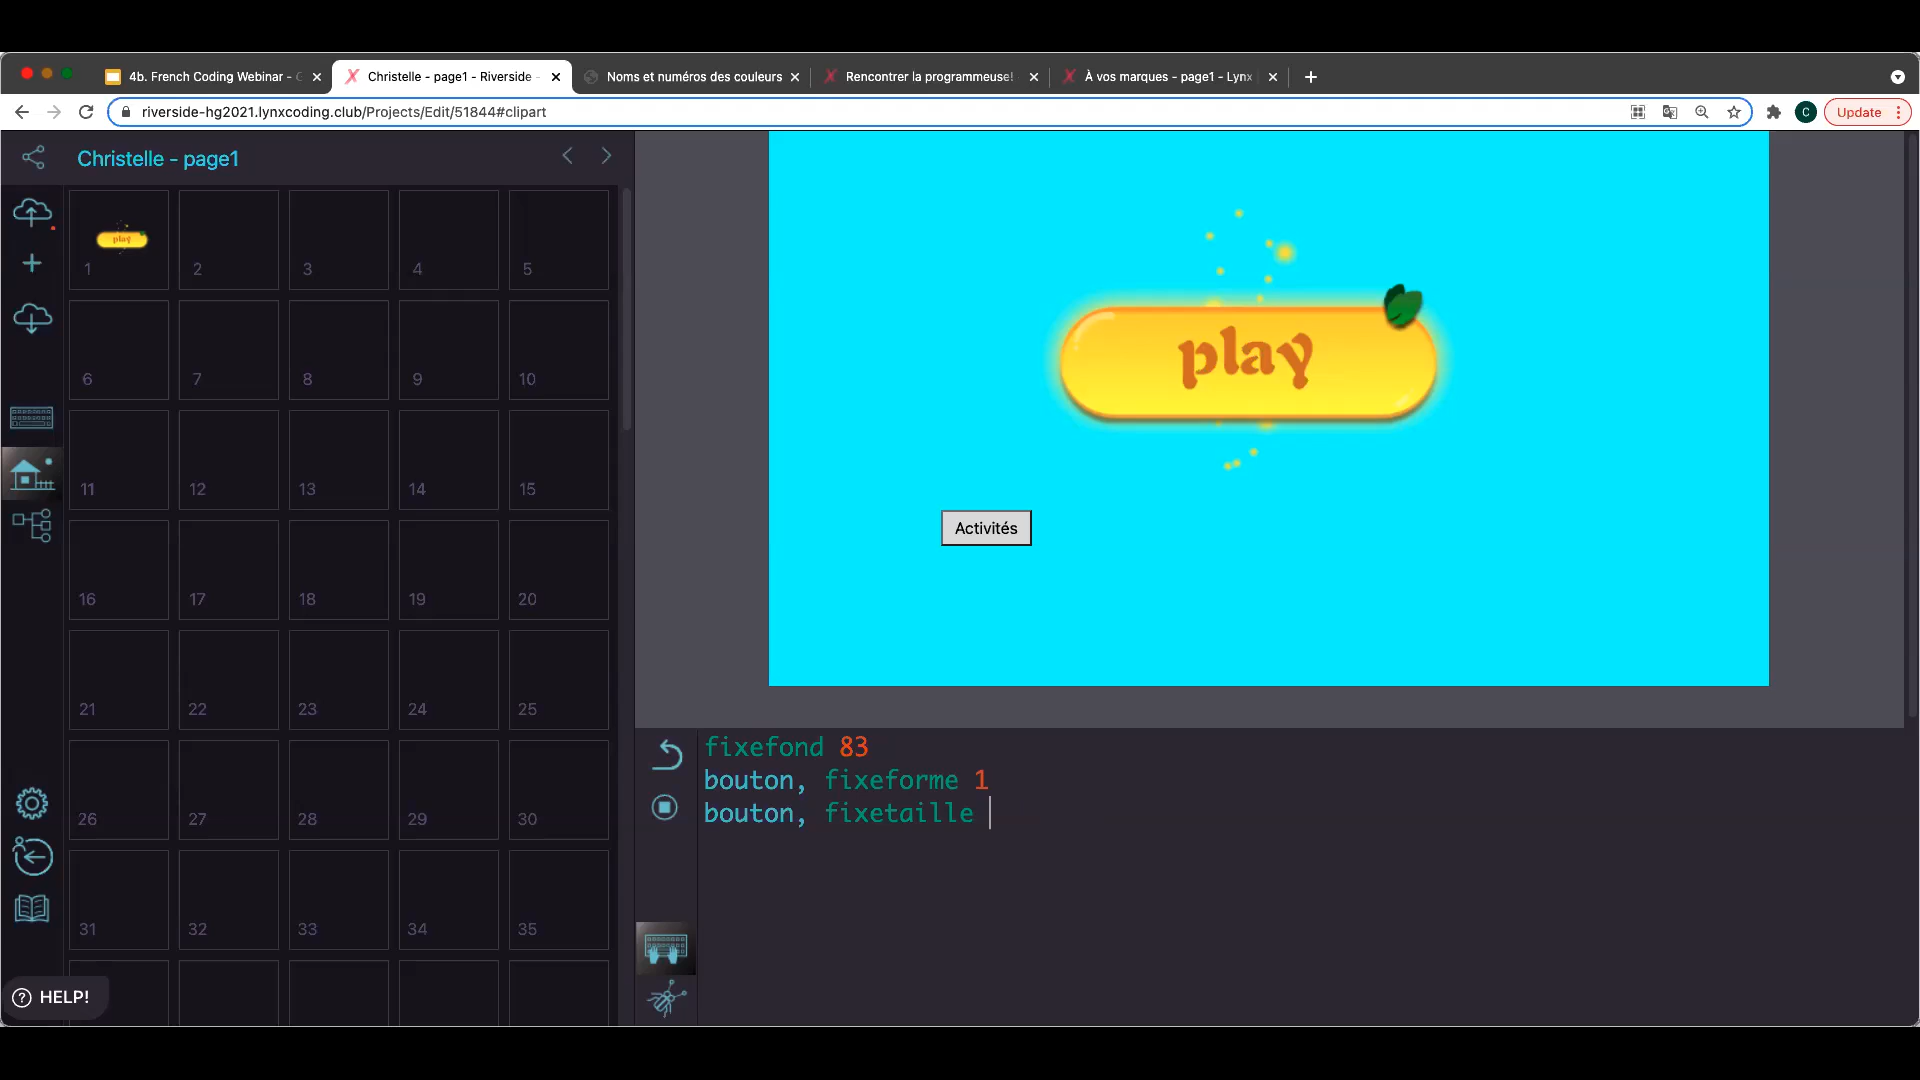 4b. French Coding Webinar - G
Christelle - page1 - Riverside -
Noms et numéros des couleurs
Rencontrer la programmeuse!
À vos marques - page1 - Lynx
riverside-hg2021.lynxcoding.club/Projects/Edit/51844#clipart
C
Update
Christelle - page1
play
1 2 3 4 5
6 7 8 9 10
11 12 13 14 15
16 17 18 19 20
21 22 23 24 25
26 27 28 29 30
31 32 33 34 35
? HELP!
play
Activités
fixefond 83
bouton, fixeforme 1
bouton, fixetaille